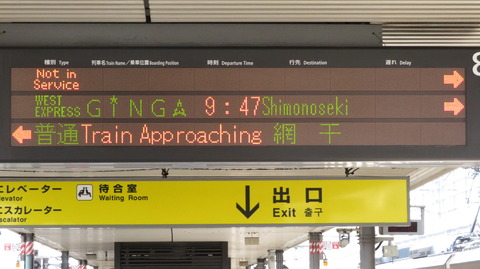 種別 Type 列車名 Train Name／乗車位置 Boarding Position 時刻 Departure Time 行先 Destination 遅れ Delay
8
Not in
Service →
WEST
EXPRESS GINGA 9:47 Shimonoseki →
← 普通 Train Approaching 網 干
エレベーター
levator
エスカレーター
scalator
待合室
Waiting Room
↓ 出口
Exit 출구